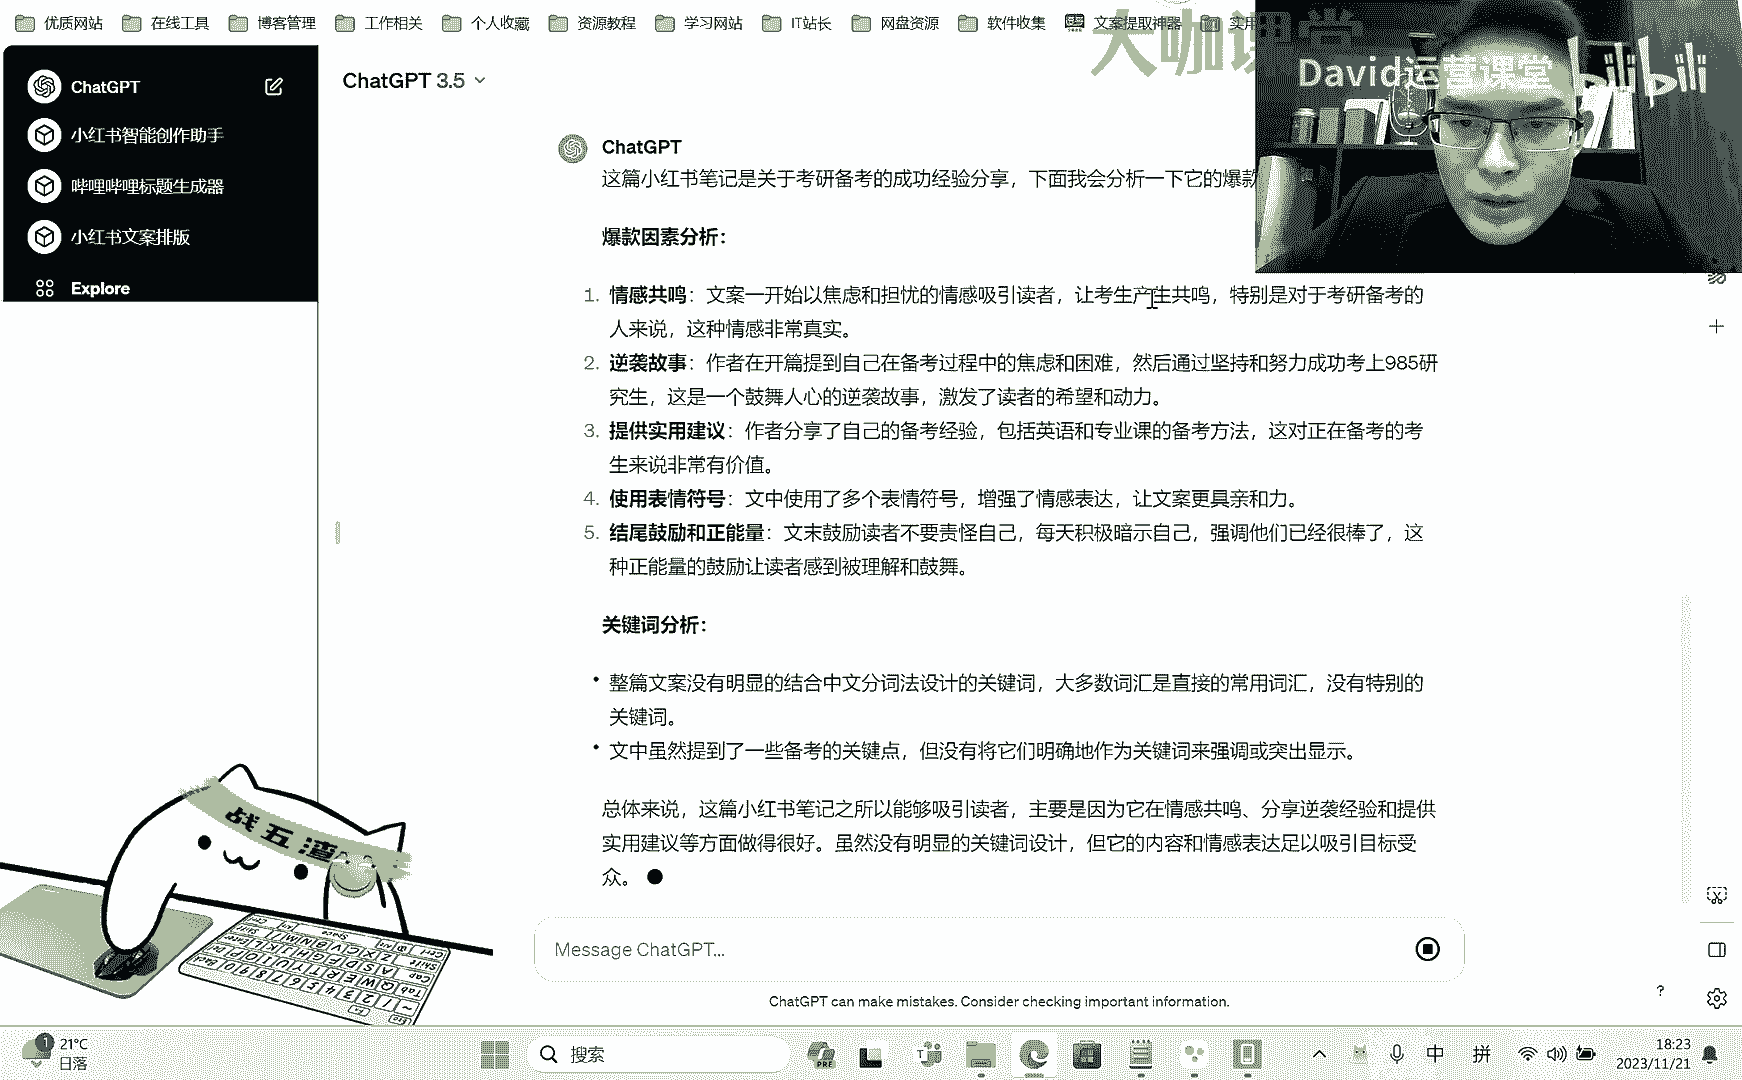 优质网站 在线工具 博客管理 工作相关 个人收藏 资源教程 学习网站 IT站长 网盘资源 软件收集 文案提取神器 实用
大咖课堂
David运营课堂 bilibili
ChatGPT
小红书智能创作助手
哔哩哔哩标题生成器
小红书文案排版
Explore
ChatGPT 3.5
ChatGPT
这篇小红书笔记是关于考研备考的成功经验分享，下面我会分析一下它的爆款
爆款因素分析：
1. 情感共鸣：文案一开始以焦虑和担忧的情感吸引读者，让考生产生共鸣，特别是对于考研备考的
人来说，这种情感非常真实。
2. 逆袭故事：作者在开篇提到自己在备考过程中的焦虑和困难，然后通过坚持和努力成功考上985研
究生，这是一个鼓舞人心的逆袭故事，激发了读者的希望和动力。
3. 提供实用建议：作者分享了自己的备考经验，包括英语和专业课的备考方法，这对正在备考的考
生来说非常有价值。
4. 使用表情符号：文中使用了多个表情符号，增强了情感表达，让文案更具亲和力。
5. 结尾鼓励和正能量：文末鼓励读者不要责怪自己，每天积极暗示自己，强调他们已经很棒了，这
种正能量的鼓励让读者感到被理解和鼓舞。
关键词分析：
• 整篇文案没有明显的结合中文分词法设计的关键词，大多数词汇是直接的常用词汇，没有特别的
关键词。
• 文中虽然提到了一些备考的关键点，但没有将它们明确地作为关键词来强调或突出显示。
总体来说，这篇小红书笔记之所以能够吸引读者，主要是因为它在情感共鸣、分享逆袭经验和提供
实用建议等方面做得很好。虽然没有明显的关键词设计，但它的内容和情感表达足以吸引目标受
众。
战五渣
Message ChatGPT...
ChatGPT can make mistakes. Consider checking important information.
?
1
21°C
日落
搜索
中 拼
18:23
2023/11/21